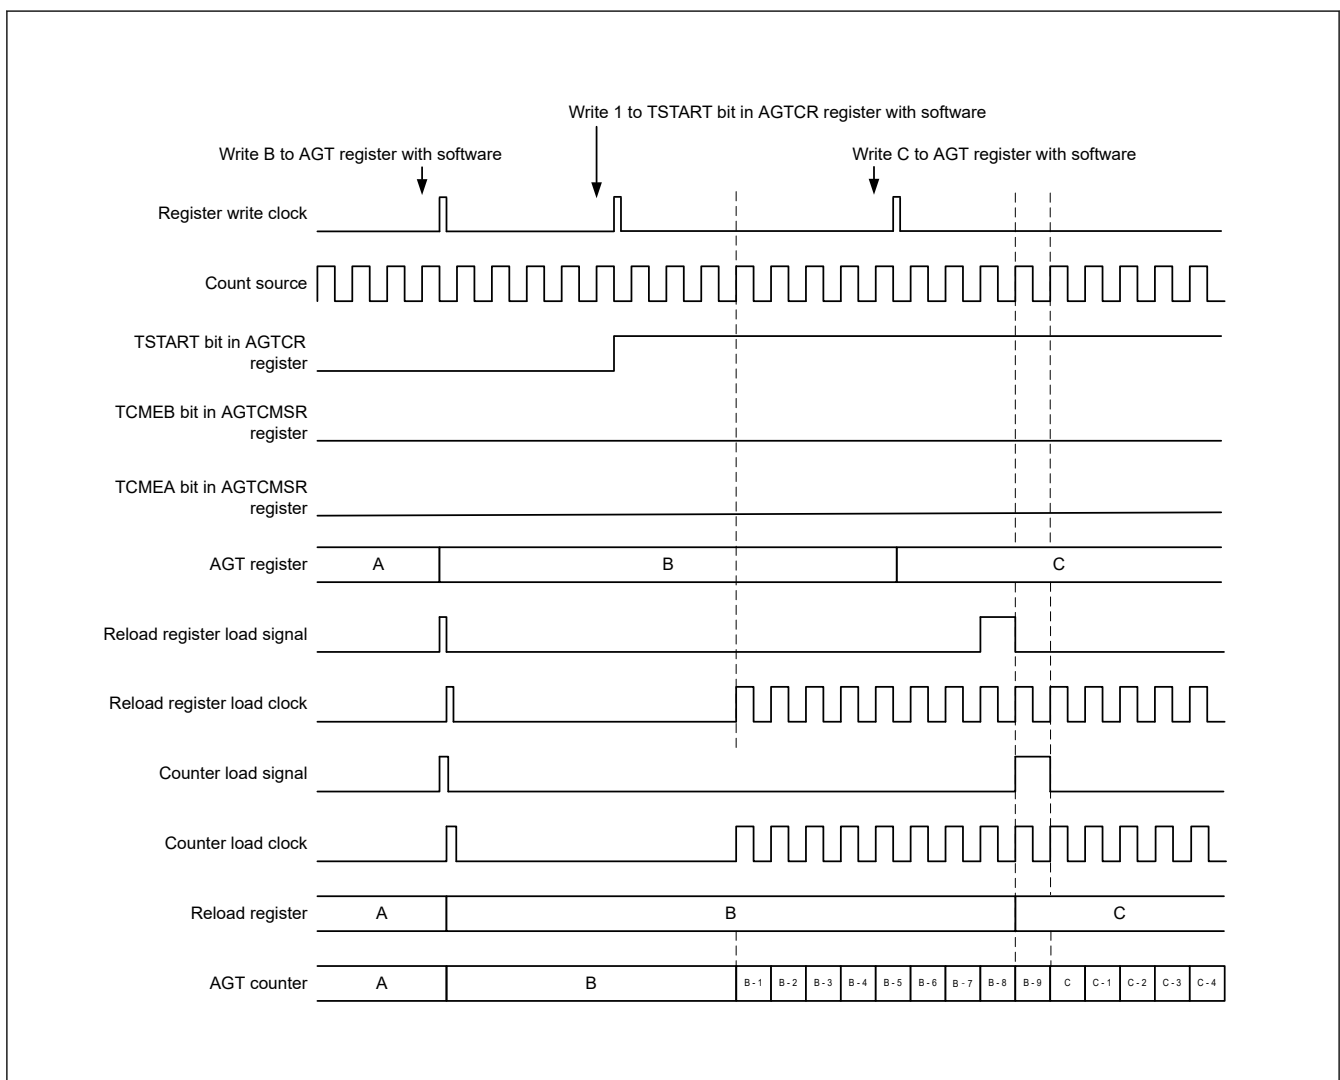 Write 1 to TSTART bit in AGTCR register with software
Write B to AGT register with software
Write C to AGT register with software
Register write clock
Count source
TSTART bit in AGTCR
register
TCMEB bit in AGTCMSR
register
TCMEA bit in AGTCMSR
register
AGT register A B C
Reload register load signal
Reload register load clock
Counter load signal
Counter load clock
Reload register A B C
AGT counter A B B-1 B-2 B-3 B-4 B-5 B-6 B-7 B-8 B-9 C C-1 C-2 C-3 C-4